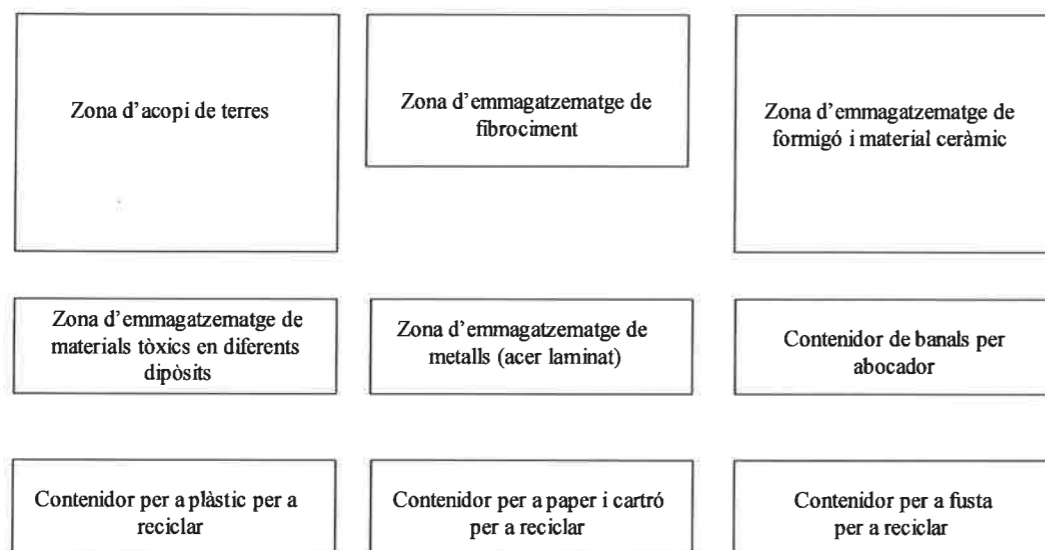 Zona d'acopi de terres
Zona d'emmagatzematge de
fibrociment
Zona d'emmagatzematge de
formigó i material ceràmic
Zona d'emmagatzematge de
materials tòxics en diferents
dipòsits
Zona d'emmagatzematge de
metalls (acer laminat)
Contenidor de banals per
abocador
Contenidor per a plàstic per a
reciclar
Contenidor per a paper i cartró
per a reciclar
Contenidor per a fusta
per a reciclar